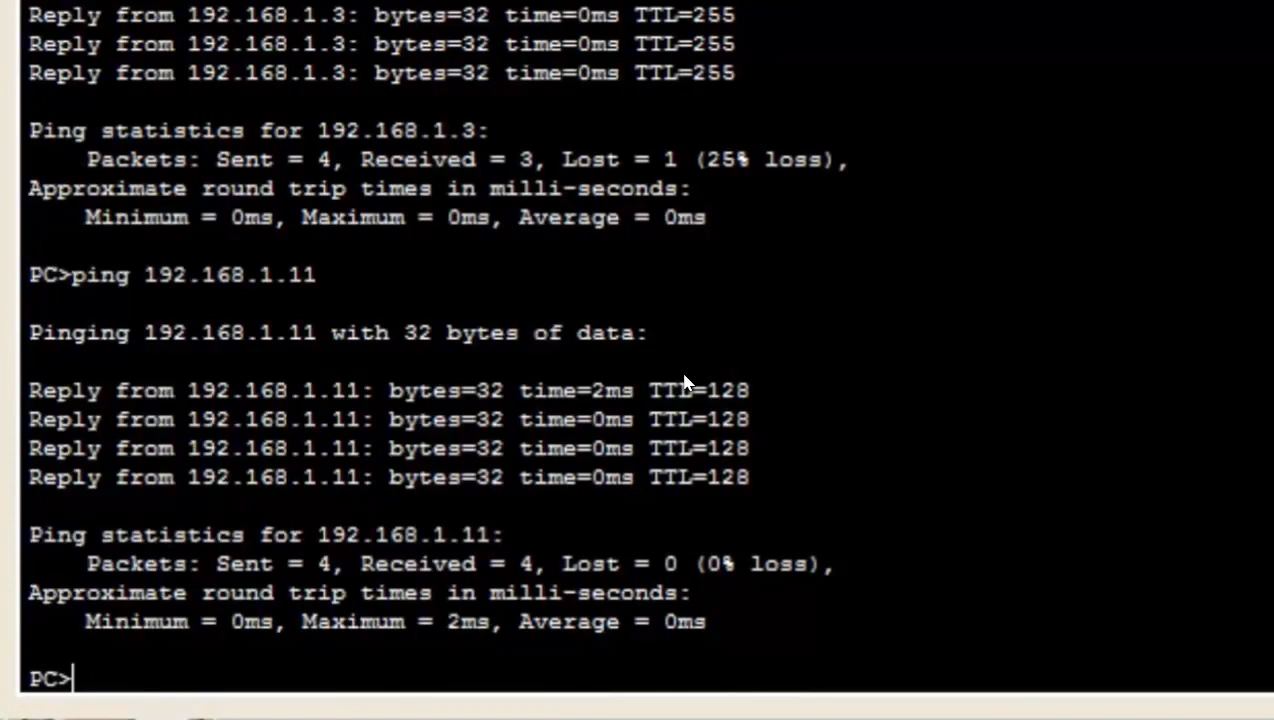 Reply from 192.168.1.3: bytes=32 time=0ms TTL=255
Reply from 192.168.1.3: bytes=32 time=0ms TTL=255
Reply from 192.168.1.3: bytes=32 time=0ms TTL=255
Ping statistics for 192.168.1.3:
Packets: Sent = 4, Received = 3, Lost = 1 (25% loss),
Approximate round trip times in milli-seconds:
Minimum = 0ms, Maximum = 0ms, Average = 0ms
PC>ping 192.168.1.11
Pinging 192.168.1.11 with 32 bytes of data:
Reply from 192.168.1.11: bytes=32 time=2ms TTL=128
Reply from 192.168.1.11: bytes=32 time=0ms TTL=128
Reply from 192.168.1.11: bytes=32 time=0ms TTL=128
Reply from 192.168.1.11: bytes=32 time=0ms TTL=128
Ping statistics for 192.168.1.11:
Packets: Sent = 4, Received = 4, Lost = 0 (0% loss),
Approximate round trip times in milli-seconds:
Minimum = 0ms, Maximum = 2ms, Average = 0ms
PC>